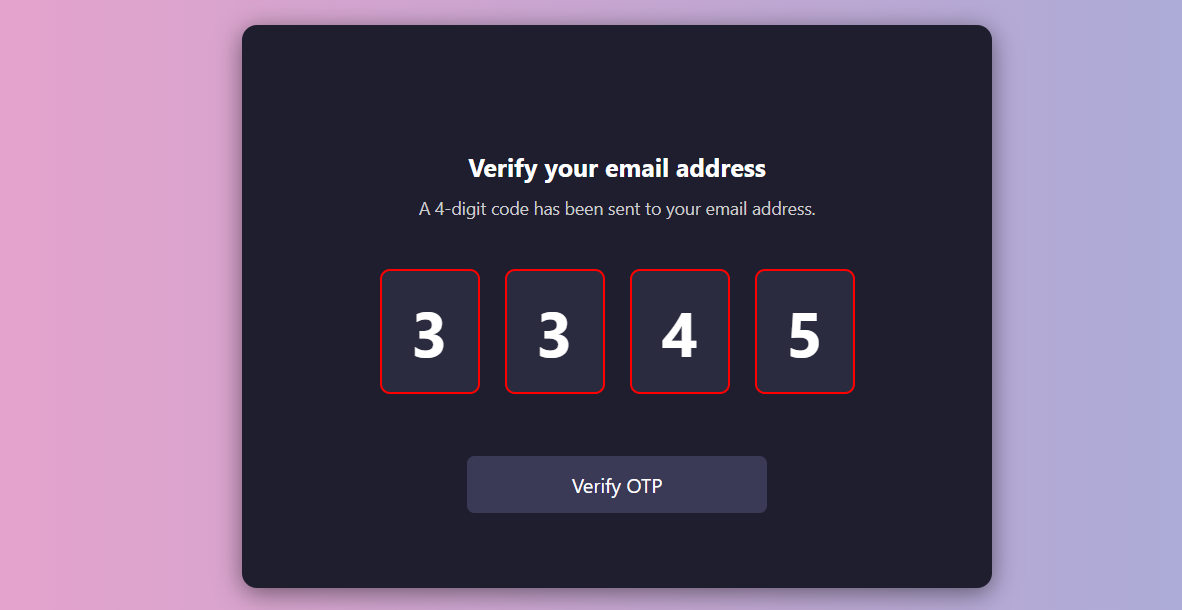 Verify your email address
A 4-digit code has been sent to your email address.
3 3 4 5
Verify OTP